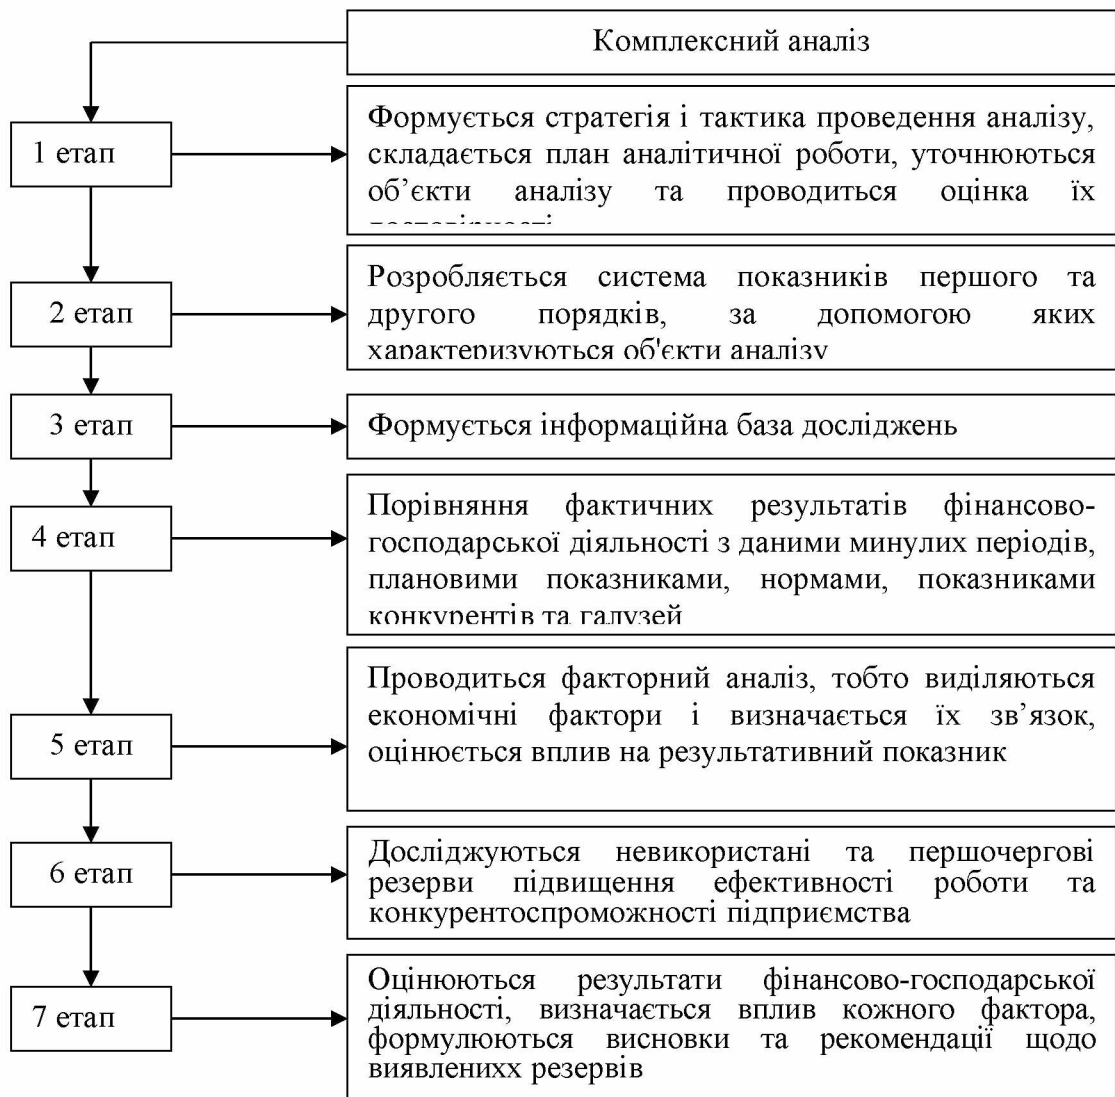 Комплексний аналіз
1 етап
Формується стратегія і тактика проведення аналізу,
складається план аналітичної роботи, уточнюються
об’єкти аналізу та проводиться оцінка їх
2 етап
Розробляється система показників першого та
другого порядків, за допомогою яких
характеризуються об'єкти аналізу
3 етап
Формується інформаційна база досліджень
4 етап
Порівняння фактичних результатів фінансово-
господарської діяльності з даними минулих періодів,
плановими показниками, нормами, показниками
конкурентів та галузей
5 етап
Проводиться факторний аналіз, тобто виділяються
економічні фактори і визначається їх зв’язок,
оцінюється вплив на результативний показник
6 етап
Досліджуються невикористані та першочергові
резерви підвищення ефективності роботи та
конкурентоспроможності підприємства
7 етап
Оцінюються результати фінансово-господарської
діяльності, визначається вплив кожного фактора,
формулюються висновки та рекомендації щодо
виявленихх резервів